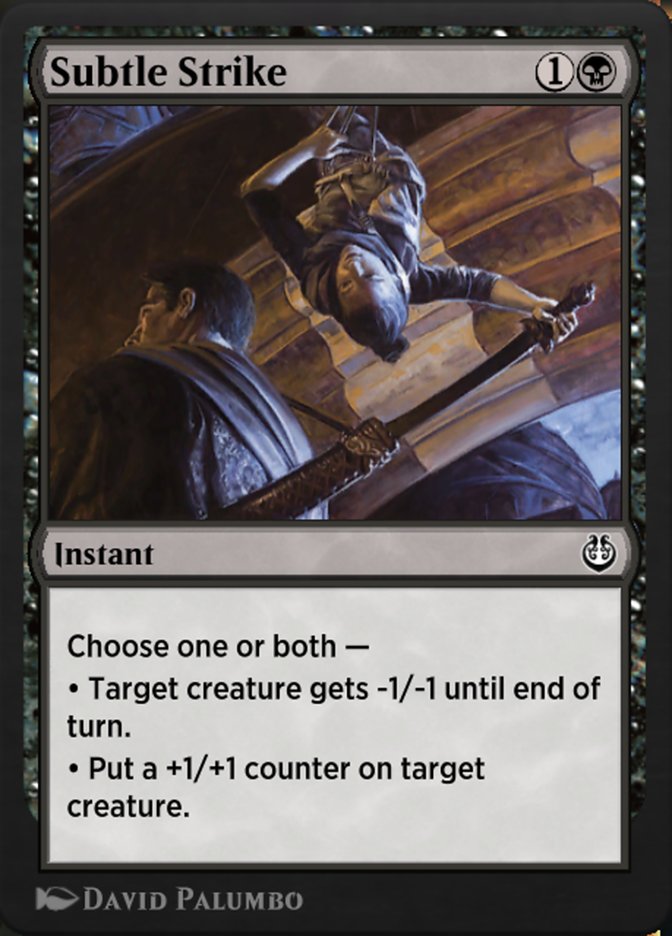 Subtle Strike 1
Instant
Choose one or both —
• Target creature gets -1/-1 until end of
turn.
• Put a +1/+1 counter on target
creature.
David Palumbo